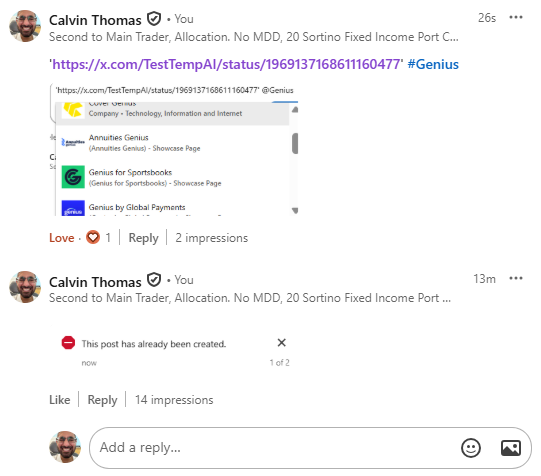 Calvin Thomas • You
26s
Second to Main Trader, Allocation. No MDD, 20 Sortino Fixed Income Port C...
'https://x.com/TestTempAI/status/1969137168611160477' #Genius
'https://x.com/TestTempAI/status/1969137168611160477' @Genius
Cover Genius
Company • Technology, Information and Internet
Annuities Genius
(Annuities Genius) - Showcase Page
Genius for Sportsbooks
(Genius for Sportsbooks) - Showcase Page
Genius by Global Payments
Love · 1 | Reply | 2 impressions
Calvin Thomas • You
13m
Second to Main Trader, Allocation. No MDD, 20 Sortino Fixed Income Port ...
This post has already been created.
now
1 of 2
Like | Reply | 14 impressions
Add a reply...